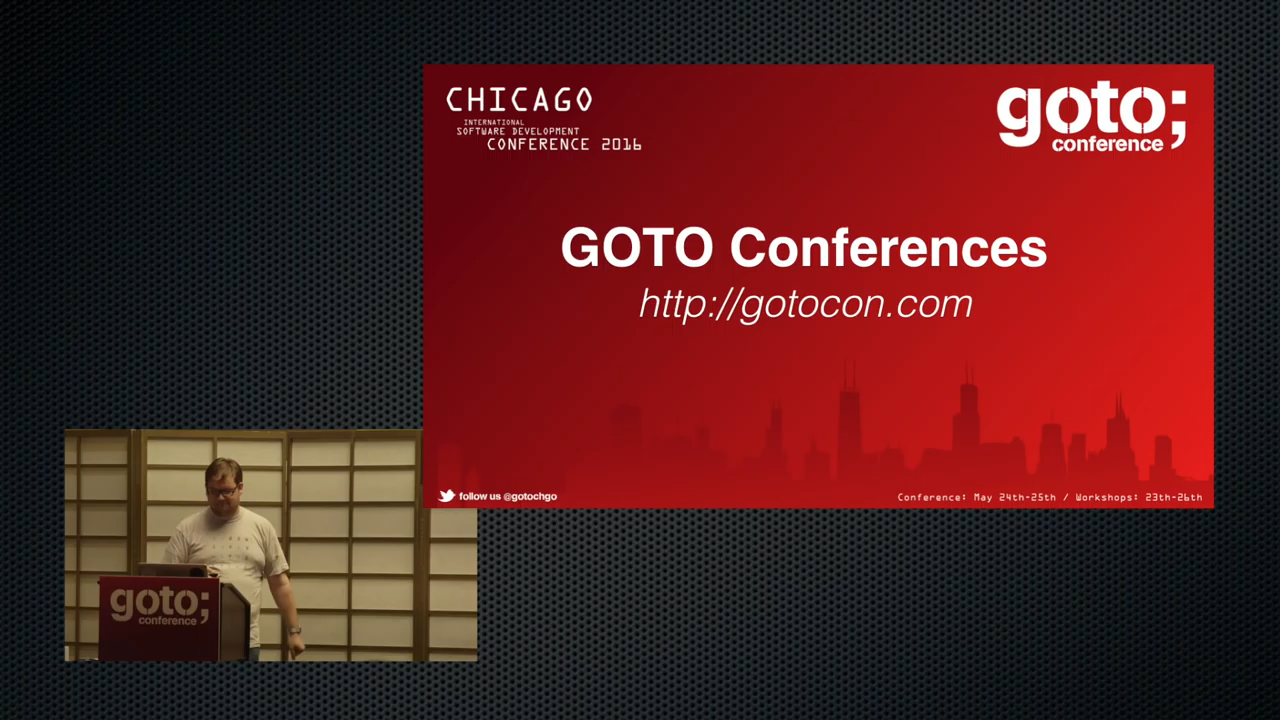 CHICAGO
INTERNATIONAL
SOFTWARE DEVELOPMENT
CONFERENCE 2016
goto;
conference
GOTO Conferences
http://gotocon.com
follow us @gotochgo
Conference: May 24th-25th / Workshops: 23th-26th
goto;
conference